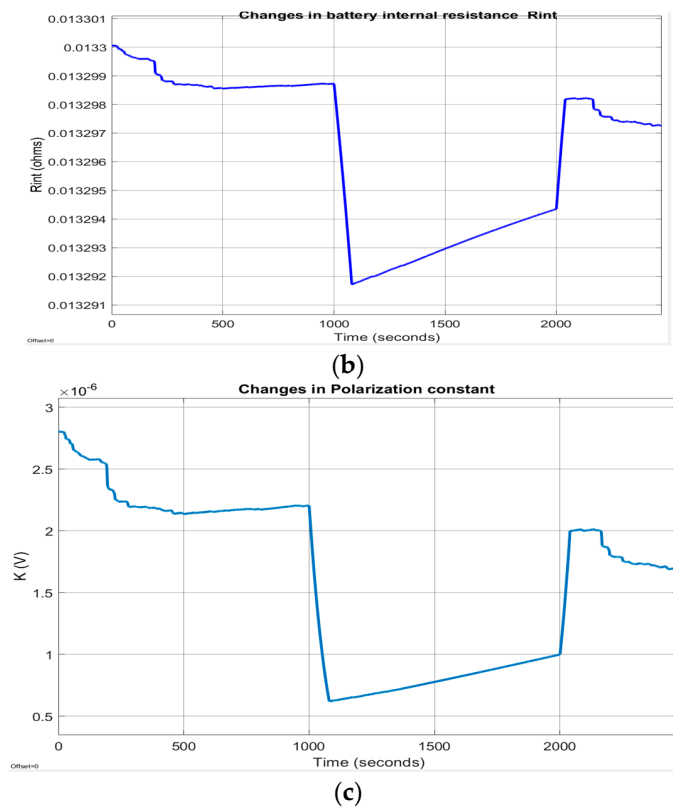 Changes in battery internal resistance Rint
0.013301
0.0133
0.013299
0.013298
0.013297
0.013296
0.013295
0.013294
0.013293
0.013292
0.013291
Rint (ohms)
0 500 1000 1500 2000
Time (seconds)
Offset=0
(b)
×10⁻⁶
Changes in Polarization constant
3
2.5
2
1.5
1
0.5
K (V)
0 500 1000 1500 2000
Time (seconds)
Offset=0
(c)